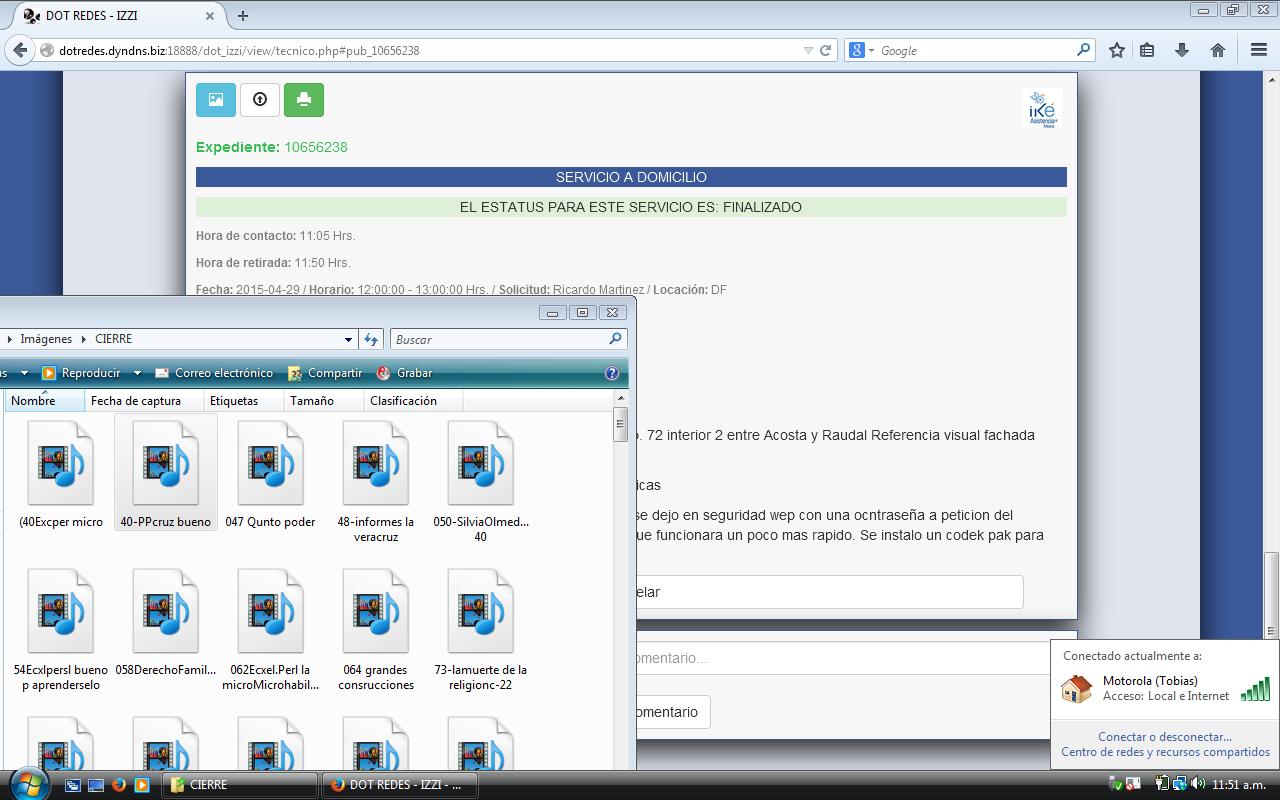 DOT REDES - IZZI
dotredes.dyndns.biz:18888/dot_izzi/view/tecnico.php#pub_10656238
Google
iké
Asistencia
México
Expediente: 10656238
SERVICIO A DOMICILIO
EL ESTATUS PARA ESTE SERVICIO ES: FINALIZADO
Hora de contacto: 11:05 Hrs.
Hora de retirada: 11:50 Hrs.
Fecha: 2015-04-29 / Horario: 12:00:00 - 13:00:00 Hrs. / Solicitud: Ricardo Martinez / Locación: DF
. 72 interior 2 entre Acosta y Raudal Referencia visual fachada
icas
se dejo en seguridad wep con una ocntraseña a peticion del
ue funcionara un poco mas rapido. Se instalo un codek pak para
elar
omentario...
omentario
Imágenes
CIERRE
Buscar
s
Reproducir
Correo electrónico
Compartir
Grabar
Nombre
Fecha de captura
Etiquetas
Tamaño
Clasificación
(40Excper micro
40-PPcruz bueno
047 Qunto poder
48-informes la
veracruz
050-SilviaOlmed...
40
54Ecxlpersl bueno
p aprenderselo
058DerechoFamil...
062Ecxel.Perl la
microMicrohabil...
064 grandes
consrucciones
73-lamuerte de la
religionc-22
Conectado actualmente a:
Motorola (Tobias)
Acceso: Local e Internet
Conectar o desconectar...
Centro de redes y recursos compartidos
CIERRE
DOT REDES - IZZI - ...
11:51 a.m.